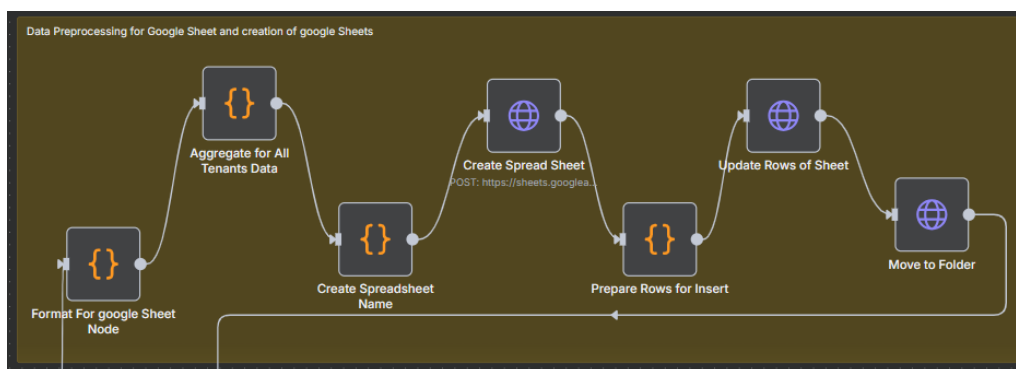 Data Preprocessing for Google Sheet and creation of google Sheets
Aggregate for All
Tenants Data
Create Spread Sheet
POST: https://sheets.googlea...
Update Rows of Sheet
Create Spreadsheet
Name
Prepare Rows for Insert
Move to Folder
Format For google Sheet
Node